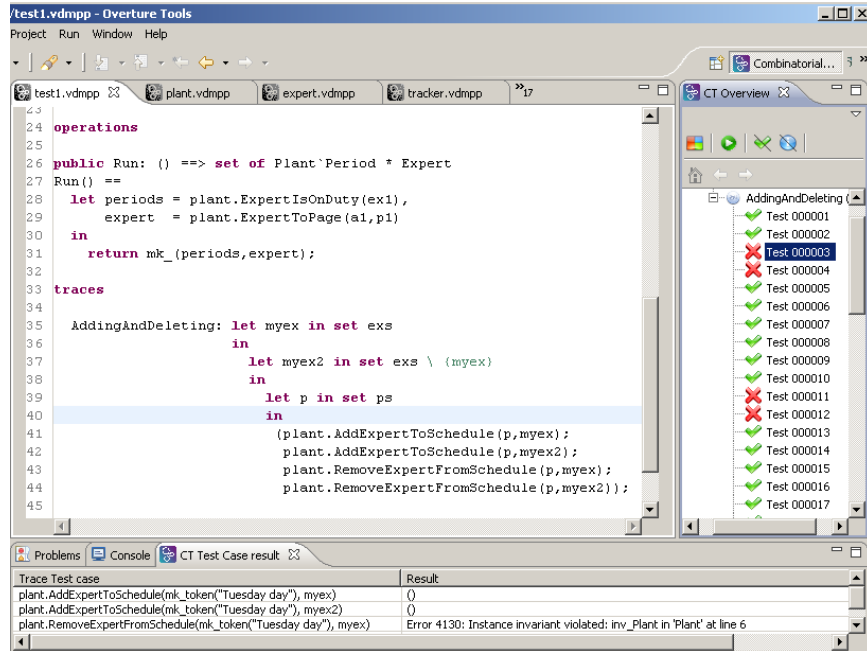 /test1.vdmpp - Overture Tools
Project Run Window Help
Combinatorial...
test1.vdmpp
plant.vdmpp
expert.vdmpp
tracker.vdmpp
»17
CT Overview
23
24 operations
25
26 public Run: () ==> set of Plant`Period * Expert
27 Run() ==
28 let periods = plant.ExpertIsOnDuty(ex1),
29 expert = plant.ExpertToPage(a1,p1)
30 in
31 return mk_(periods,expert);
32
33 traces
34
35 AddingAndDeleting: let myex in set exs
36 in
37 let myex2 in set exs \ {myex}
38 in
39 let p in set ps
40 in
41 (plant.AddExpertToSchedule(p,myex);
42 plant.AddExpertToSchedule(p,myex2);
43 plant.RemoveExpertFromSchedule(p,myex);
44 plant.RemoveExpertFromSchedule(p,myex2));
45
AddingAndDeleting (
Test 000001
Test 000002
Test 000003
Test 000004
Test 000005
Test 000006
Test 000007
Test 000008
Test 000009
Test 000010
Test 000011
Test 000012
Test 000013
Test 000014
Test 000015
Test 000016
Test 000017
Problems
Console
CT Test Case result
Trace Test case Result
plant.AddExpertToSchedule(mk_token("Tuesday day"), myex) ()
plant.AddExpertToSchedule(mk_token("Tuesday day"), myex2) ()
plant.RemoveExpertFromSchedule(mk_token("Tuesday day"), myex) Error 4130: Instance invariant violated: inv_Plant in 'Plant' at line 6